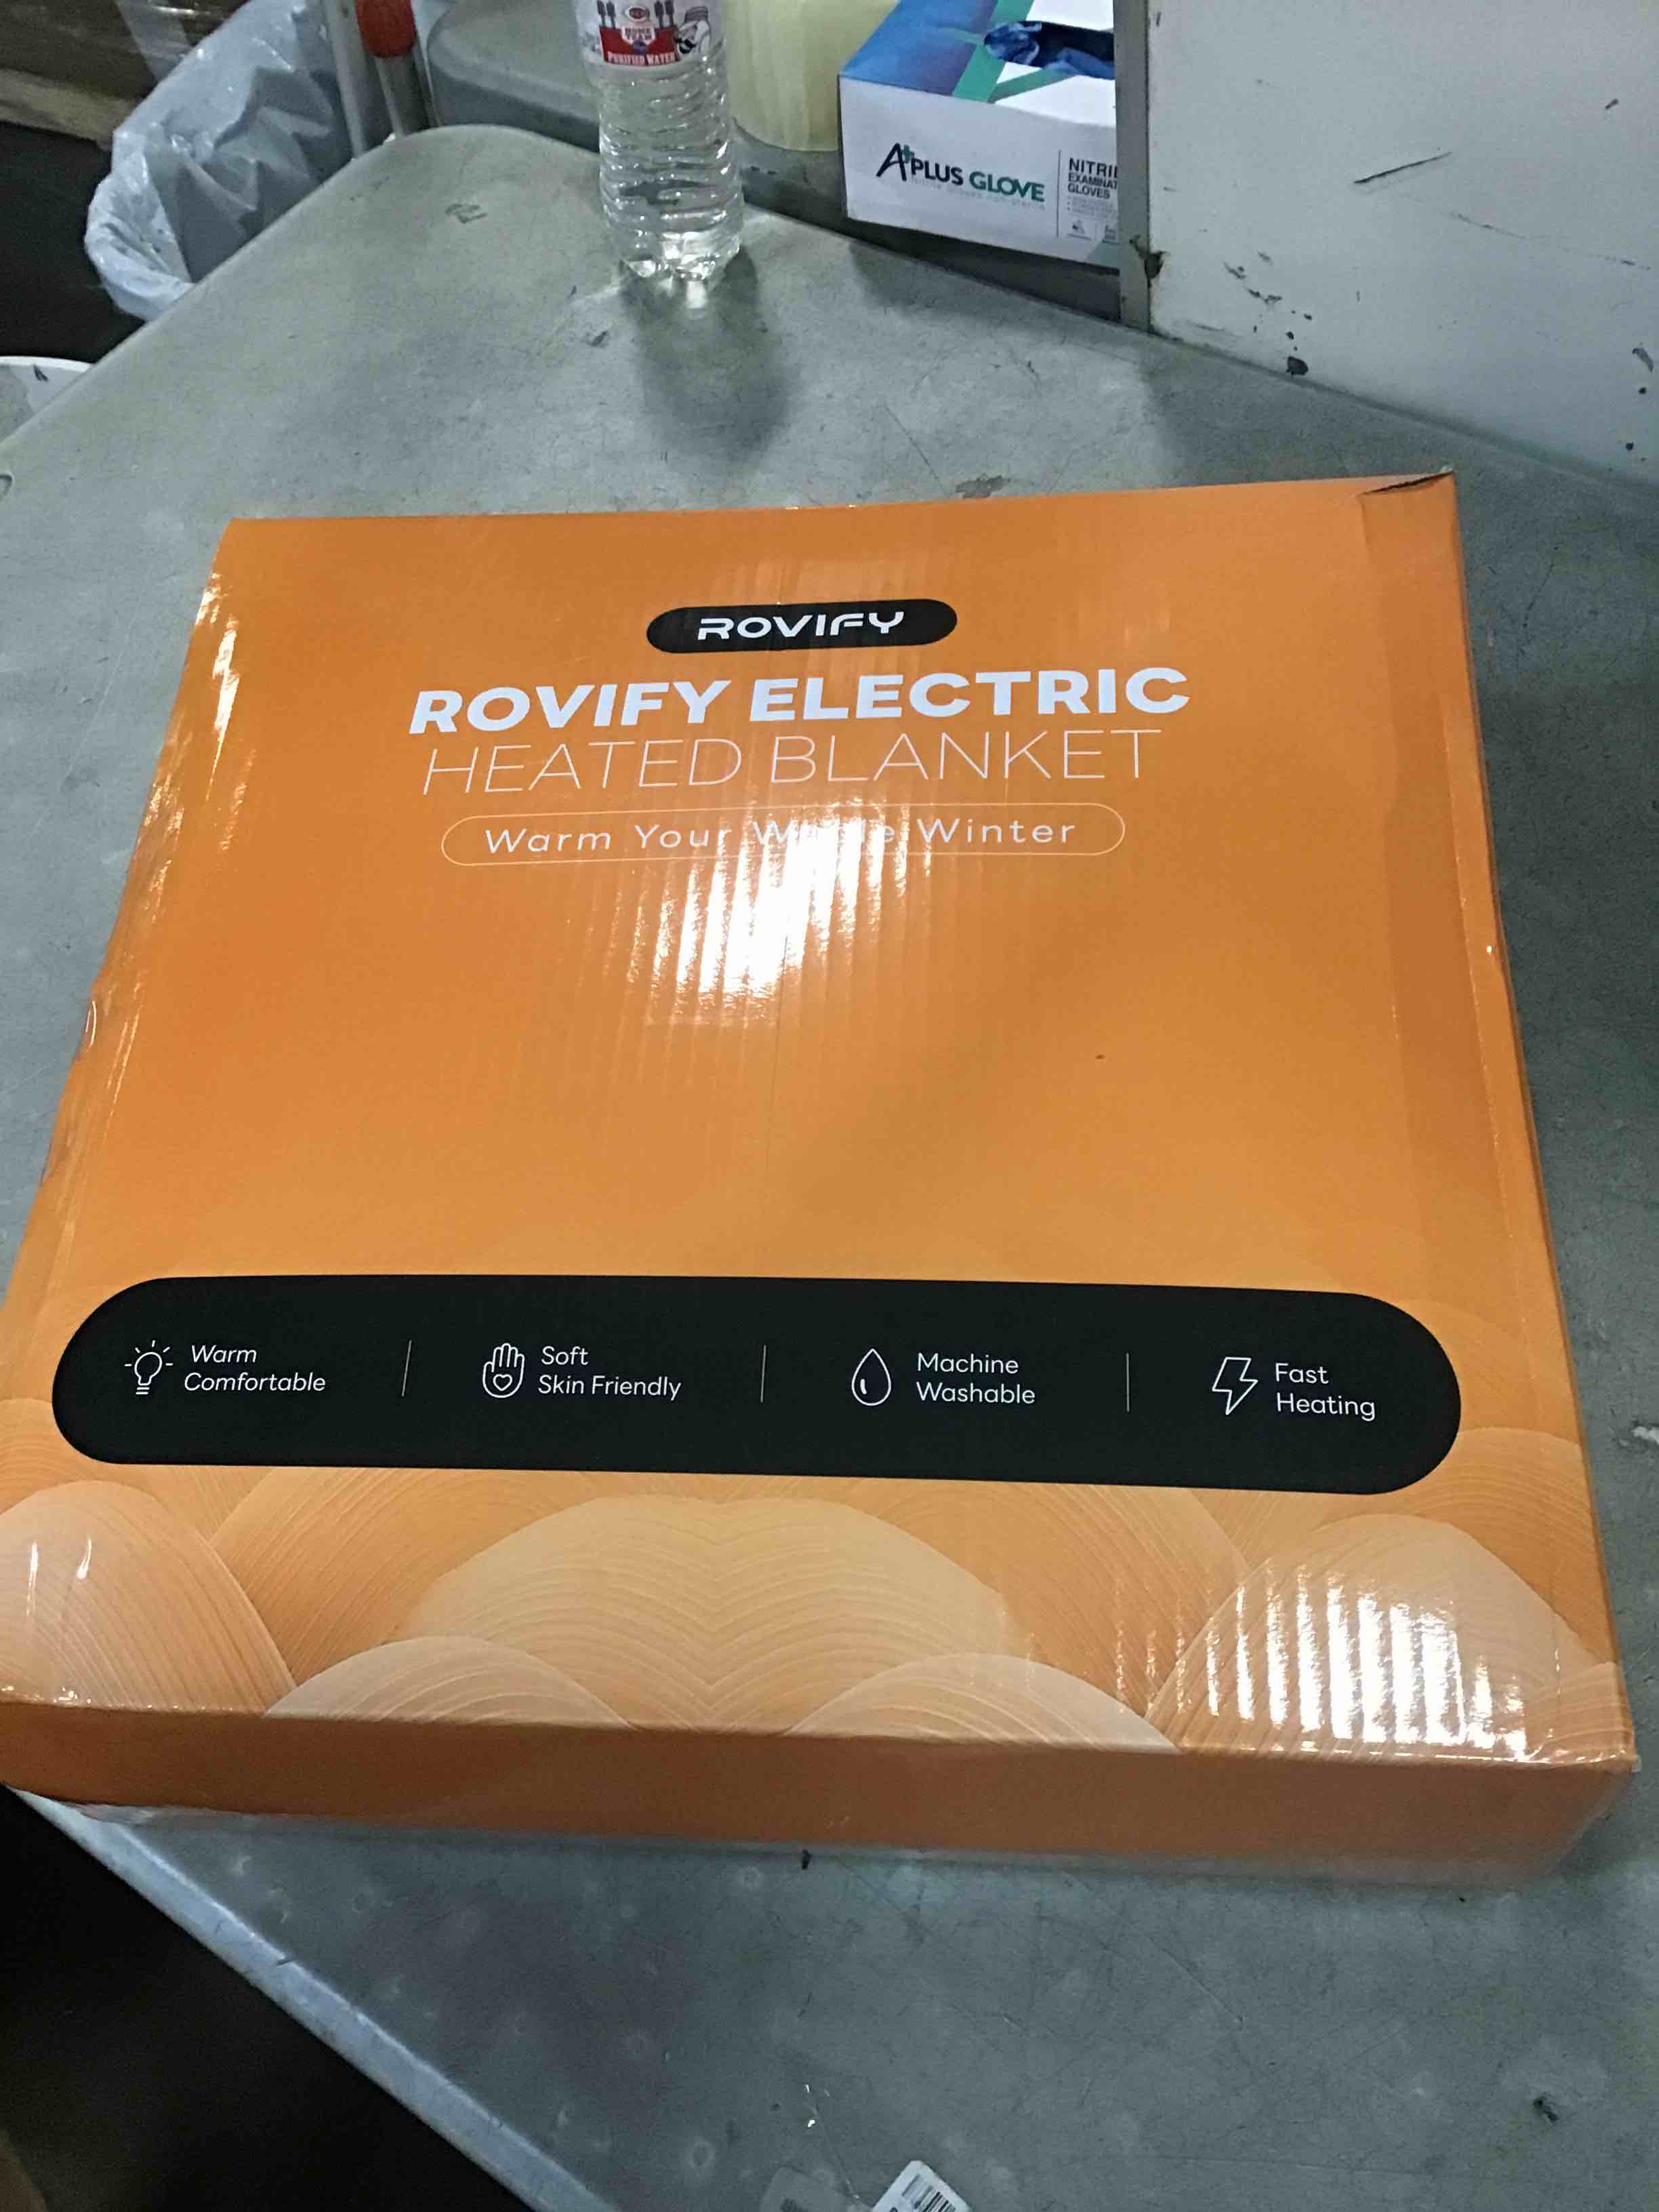 PURIFIED WATER
A+PLUS GLOVE
EXAMINAT
GLOVES
ROVIFY
ROVIFY ELECTRIC
HEATED BLANKET
Warm Your Whole Winter
Warm
Comfortable
Soft
Skin Friendly
Machine
Washable
Fast
Heating